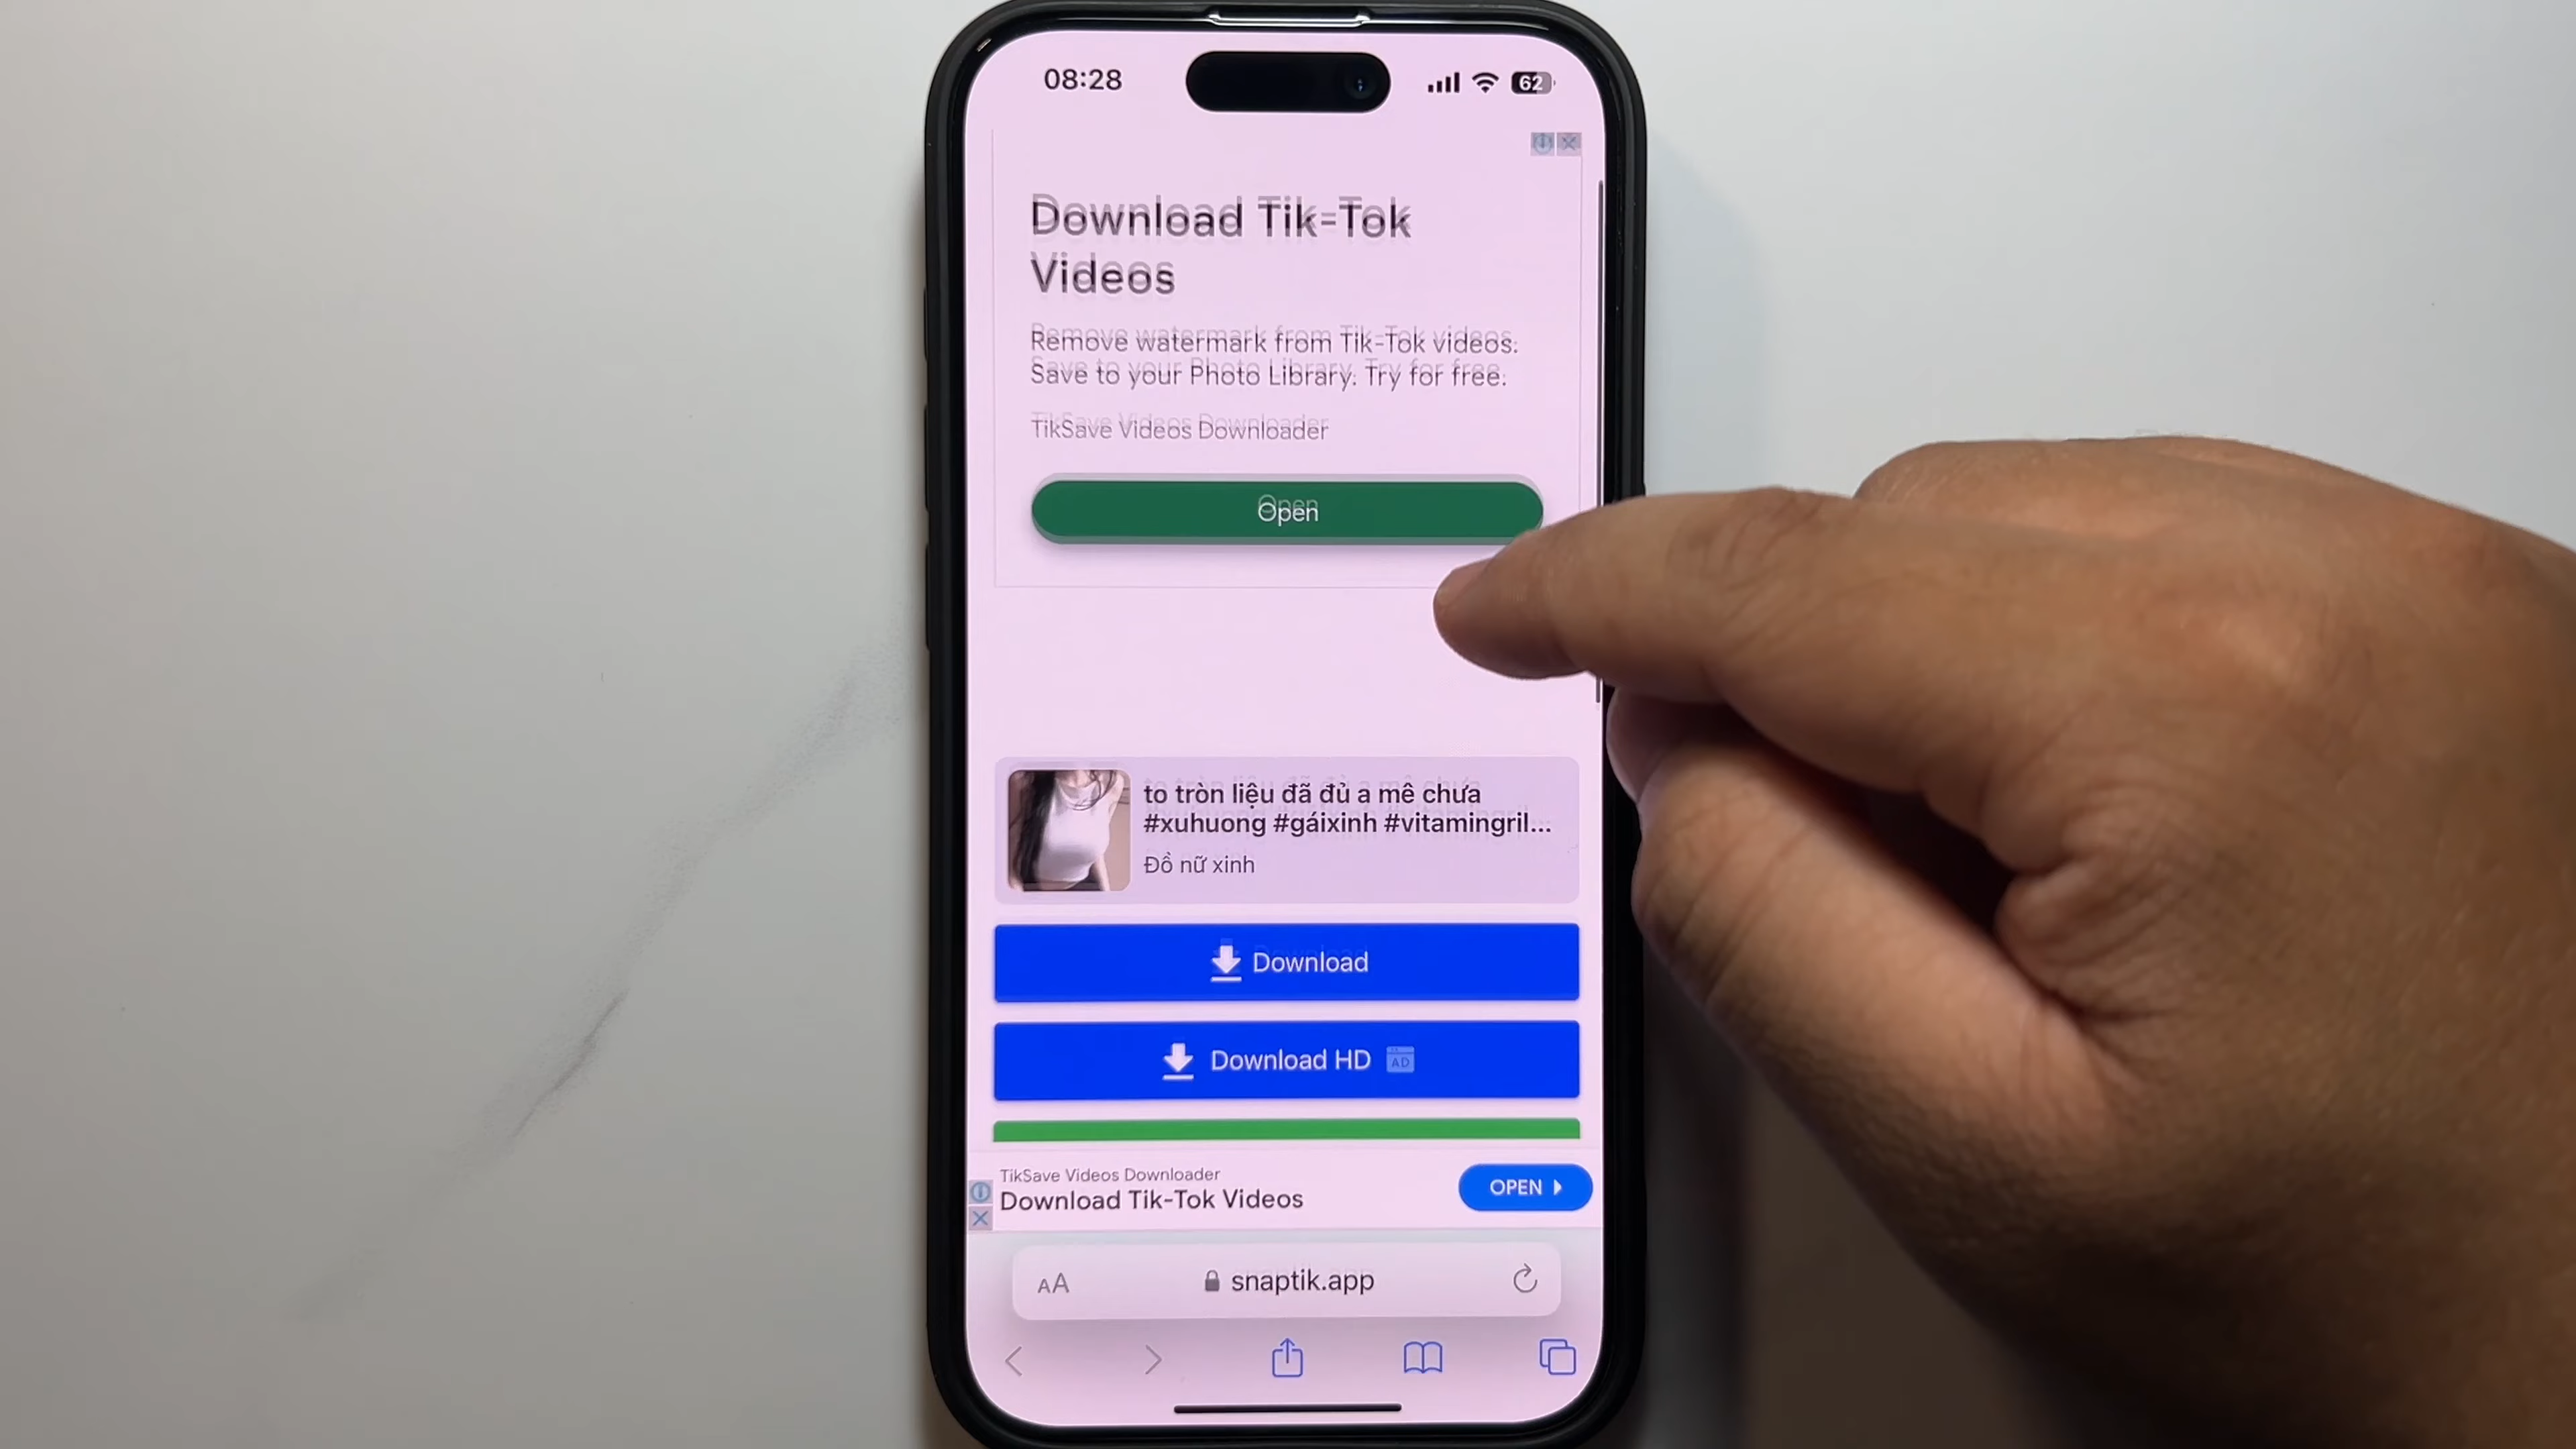 08:28
62
Download Tik-Tok
Videos
Remove watermark from Tik-Tok videos.
Save to your Photo Library. Try for free.
TikSave Videos Downloader
Open
to tròn liệu đã đủ a mê chưa
#xuhuong #gáixinh #vitamingril...
Đồ nữ xinh
Download
Download HD AD
TikSave Videos Downloader
Download Tik-Tok Videos
OPEN
AA
snaptik.app